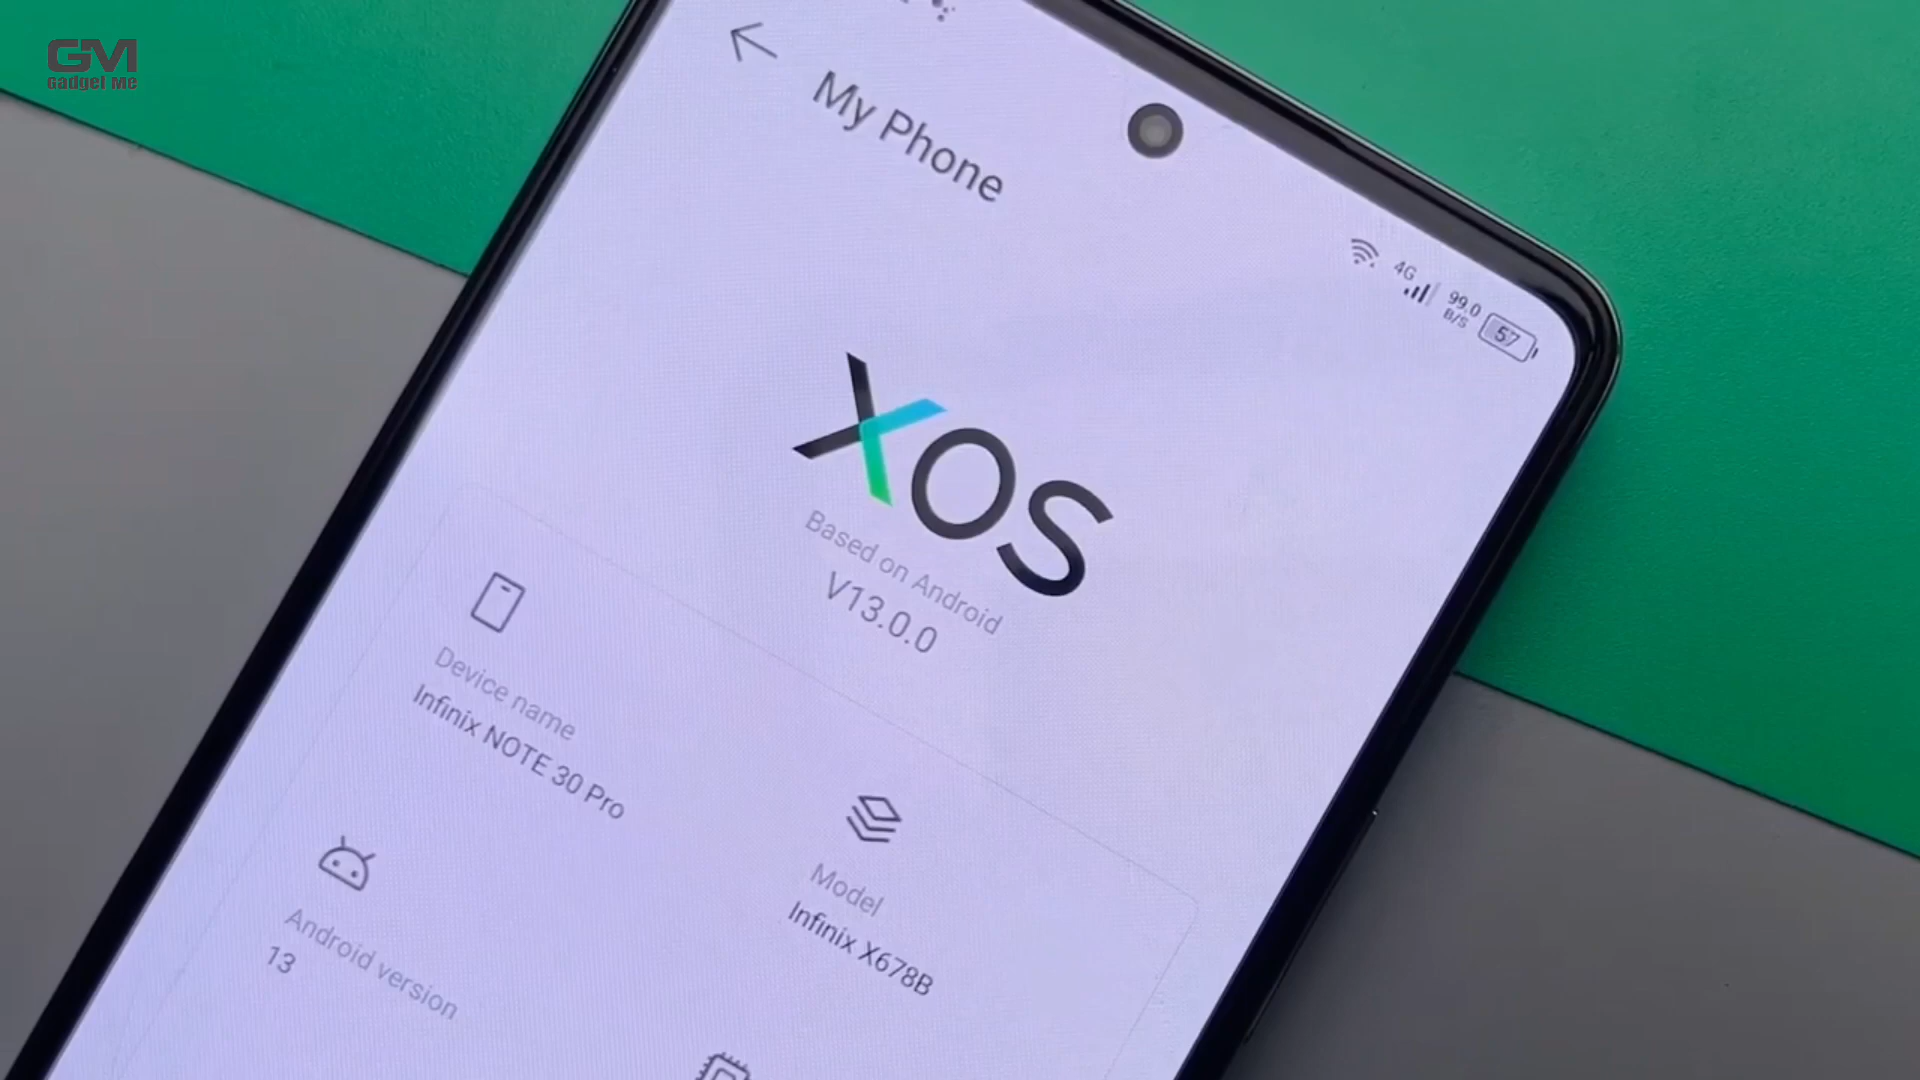 GM
Gadget Me
My Phone
4G
99.0
B/S
57
XOS
Based on Android
V13.0.0
Device name
Infinix NOTE 30 Pro
Model
Infinix X678B
Android version
13